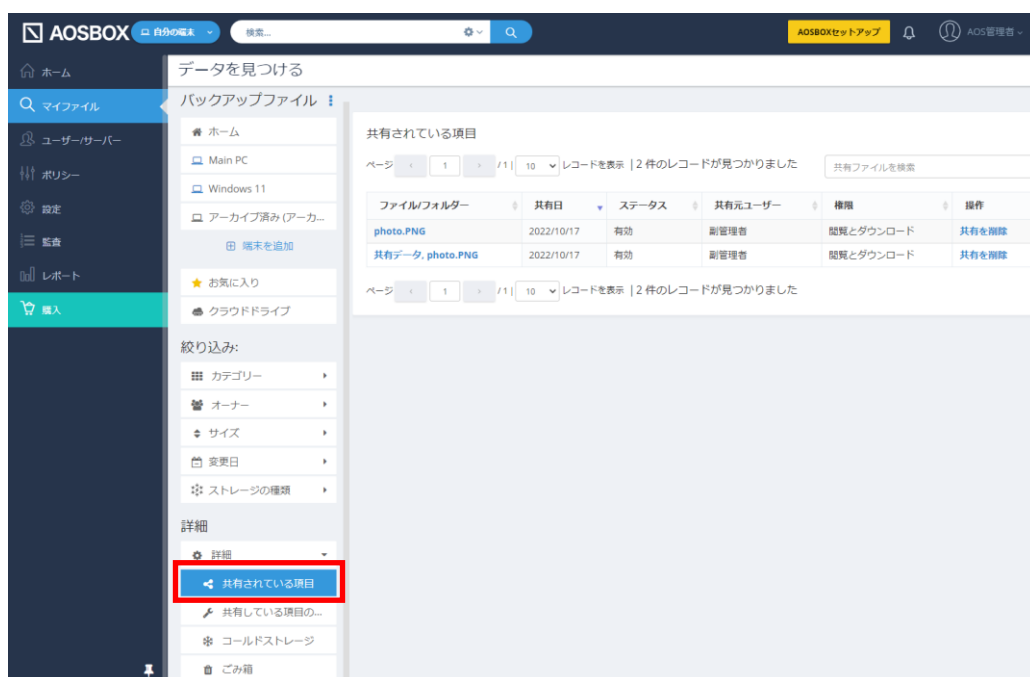 AOSBOX 自分の端末 検索... AOSBOXセットアップ AOS管理者
ホーム
マイファイル
ユーザー/サーバー
ポリシー
設定
監査
レポート
購入
データを見つける
バックアップファイル
ホーム
Main PC
Windows 11
アーカイブ済み (アーカ...
端末を追加
お気に入り
クラウドドライブ
絞り込み:
カテゴリー
オーナー
サイズ
変更日
ストレージの種類
詳細
詳細
共有されている項目
共有している項目の...
コールドストレージ
ごみ箱
共有されている項目
ページ 1 / 1 | 10 レコードを表示 | 2 件のレコードが見つかりました 共有ファイルを検索
ファイル/フォルダー 共有日 ステータス 共有元ユーザー 権限 操作
photo.PNG 2022/10/17 有効 副管理者 閲覧とダウンロード 共有を削除
共有データ, photo.PNG 2022/10/17 有効 副管理者 閲覧とダウンロード 共有を削除
ページ 1 / 1 | 10 レコードを表示 | 2 件のレコードが見つかりました